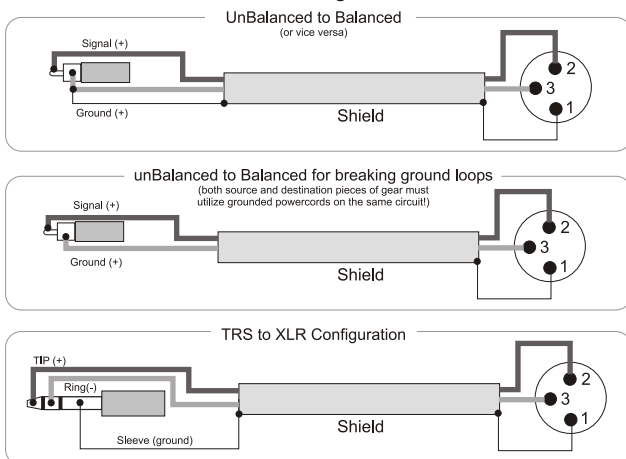 UnBalanced to Balanced
(or vice versa)
Signal (+)
Ground (+)
Shield
2
3
1
unBalanced to Balanced for breaking ground loops
(both source and destination pieces of gear must
utilize grounded powercords on the same circuit!)
Signal (+)
Ground (+)
Shield
2
3
1
TRS to XLR Configuration
TIP (+)
Ring(-)
Sleeve (ground)
Shield
2
3
1